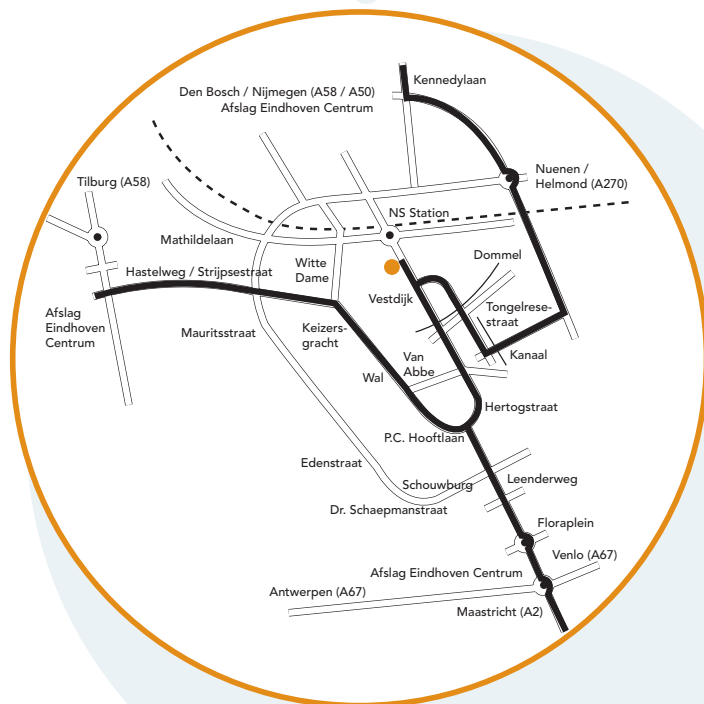 Kennedylaan
Den Bosch / Nijmegen (A58 / A50)
Afslag Eindhoven Centrum
Nuenen /
Helmond (A270)
Tilburg (A58)
NS Station
Mathildelaan
Dommel
Witte
Dame
Hastelweg / Strijpsestraat
Vestdijk
Tongelrese-
straat
Afslag
Eindhoven
Centrum
Mauritsstraat
Keizers-
gracht
Kanaal
Van
Abbe
Wal
Hertogstraat
P.C. Hooftlaan
Edenstraat
Schouwburg
Leenderweg
Dr. Schaepmanstraat
Floraplein
Venlo (A67)
Afslag Eindhoven Centrum
Antwerpen (A67)
Maastricht (A2)